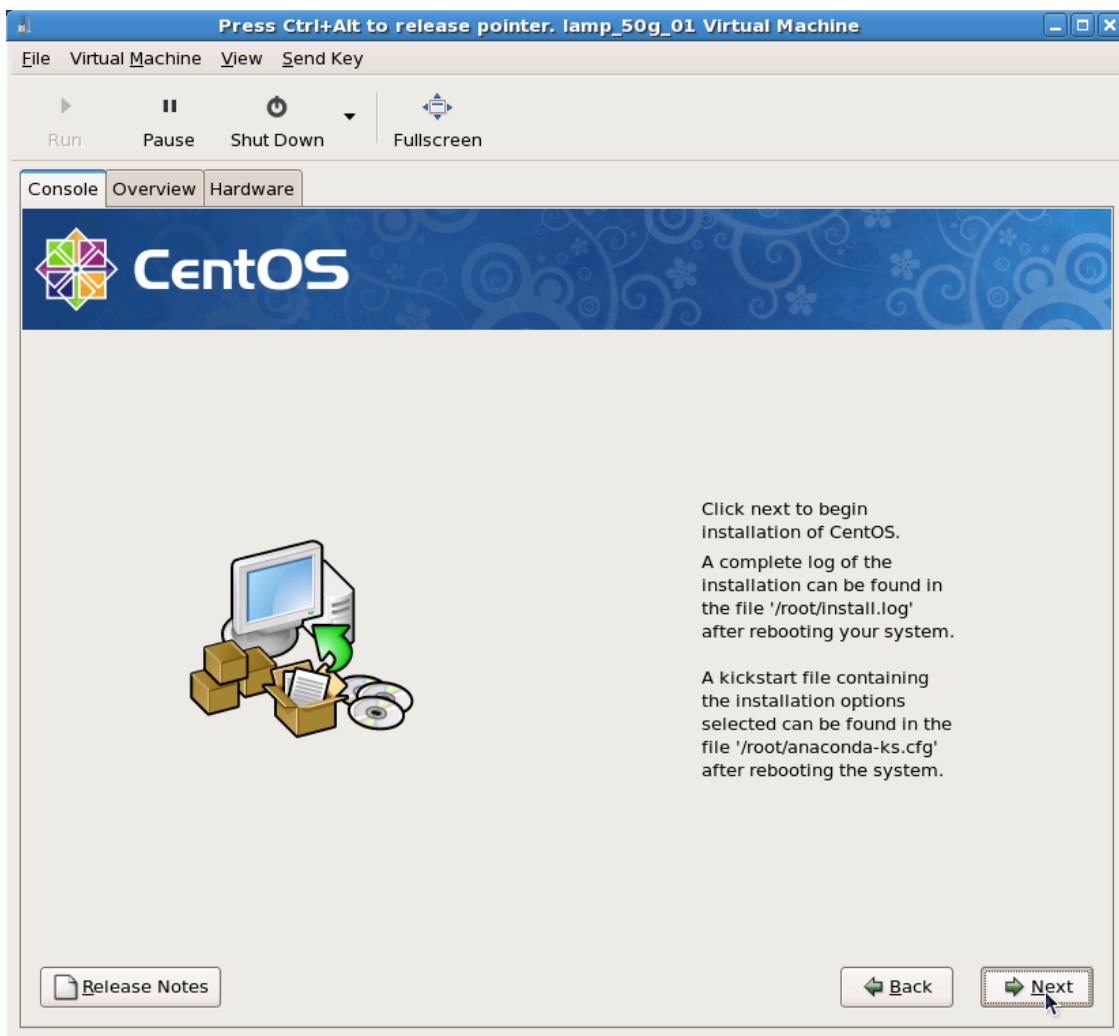 Press Ctrl+Alt to release pointer. lamp_50g_01 Virtual Machine
File Virtual Machine View Send Key
Run Pause Shut Down Fullscreen
Console Overview Hardware
CentOS
Click next to begin
installation of CentOS.
A complete log of the
installation can be found in
the file '/root/install.log'
after rebooting your system.
A kickstart file containing
the installation options
selected can be found in the
file '/root/anaconda-ks.cfg'
after rebooting the system.
Release Notes Back Next